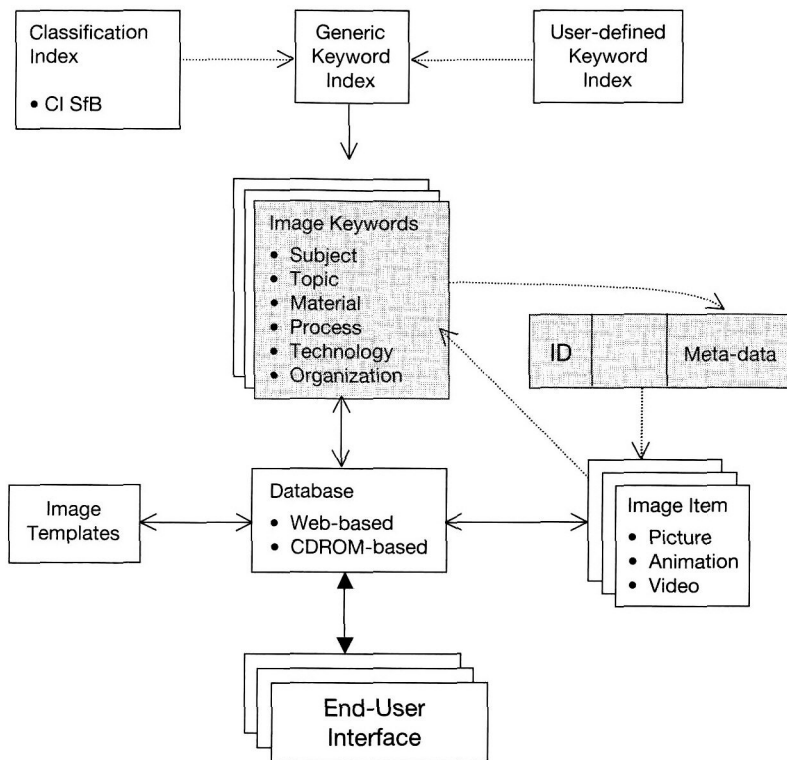 Classification
Index
• CI SfB
Generic
Keyword
Index
User-defined
Keyword
Index
Image Keywords
• Subject
• Topic
• Material
• Process
• Technology
• Organization
ID
Meta-data
Image
Templates
Database
• Web-based
• CDROM-based
Image Item
• Picture
• Animation
• Video
End-User
Interface